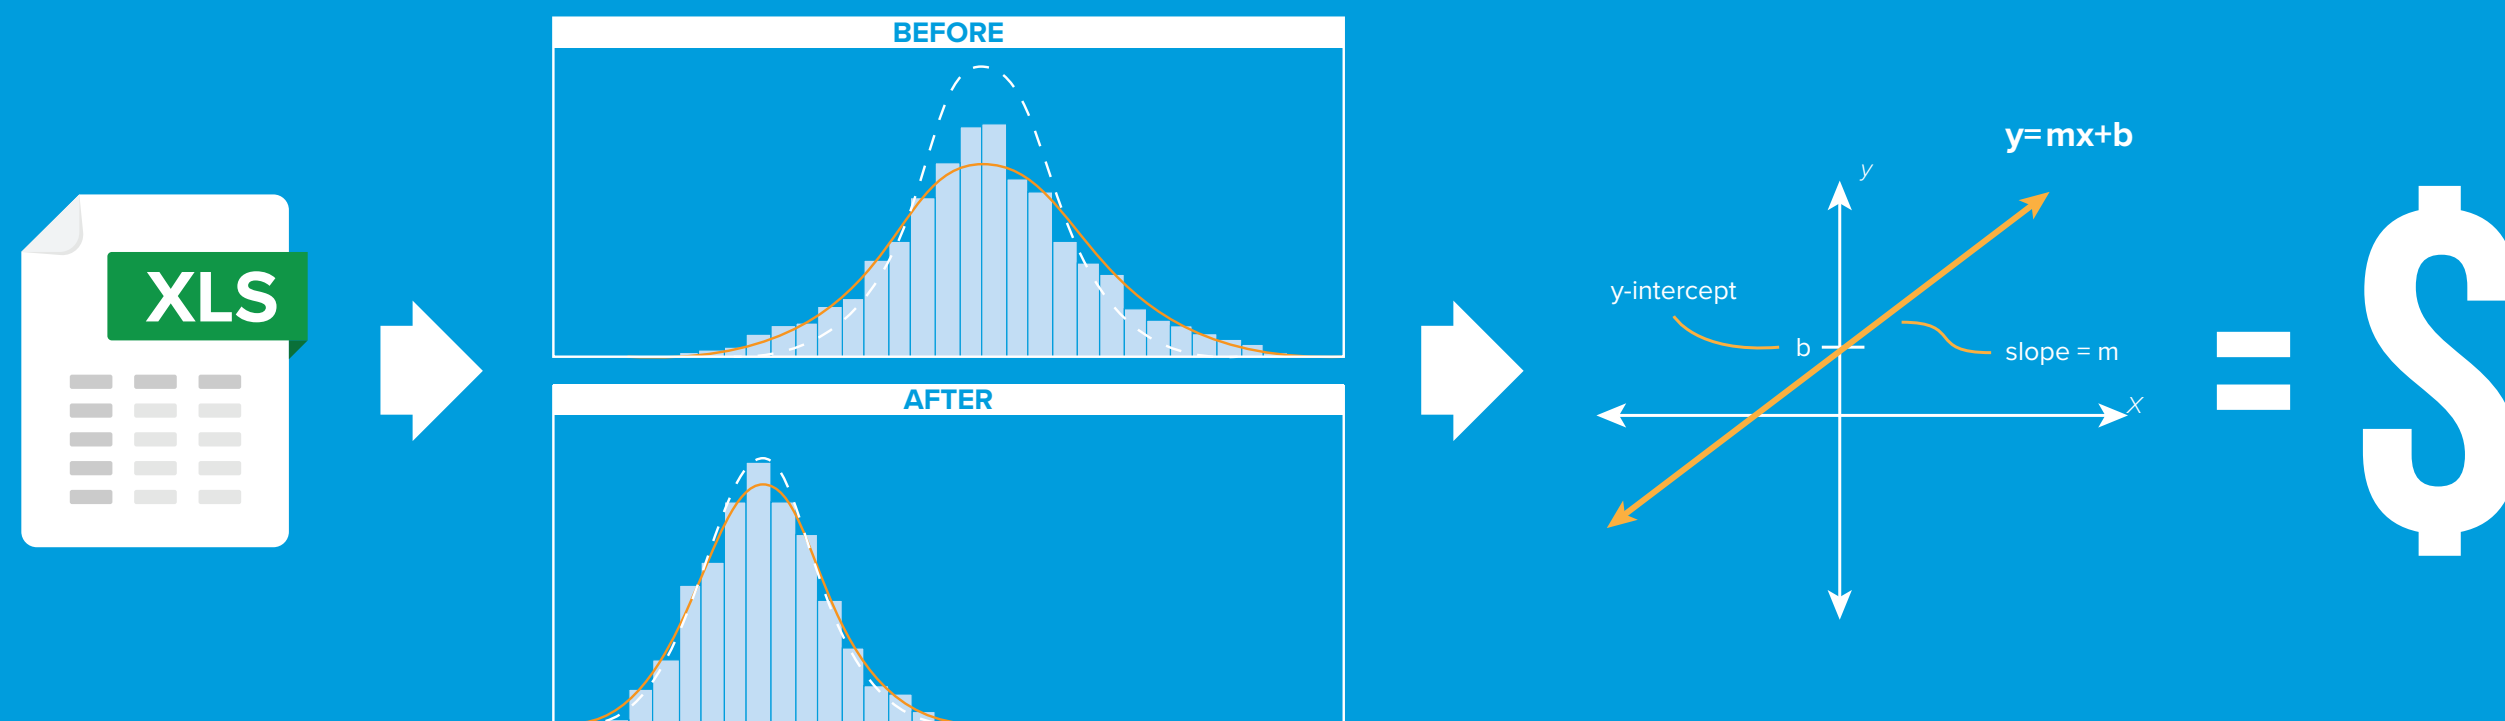 XLS
BEFORE
AFTER
y=mx+b
y
y-intercept
b
slope = m
x
=
$